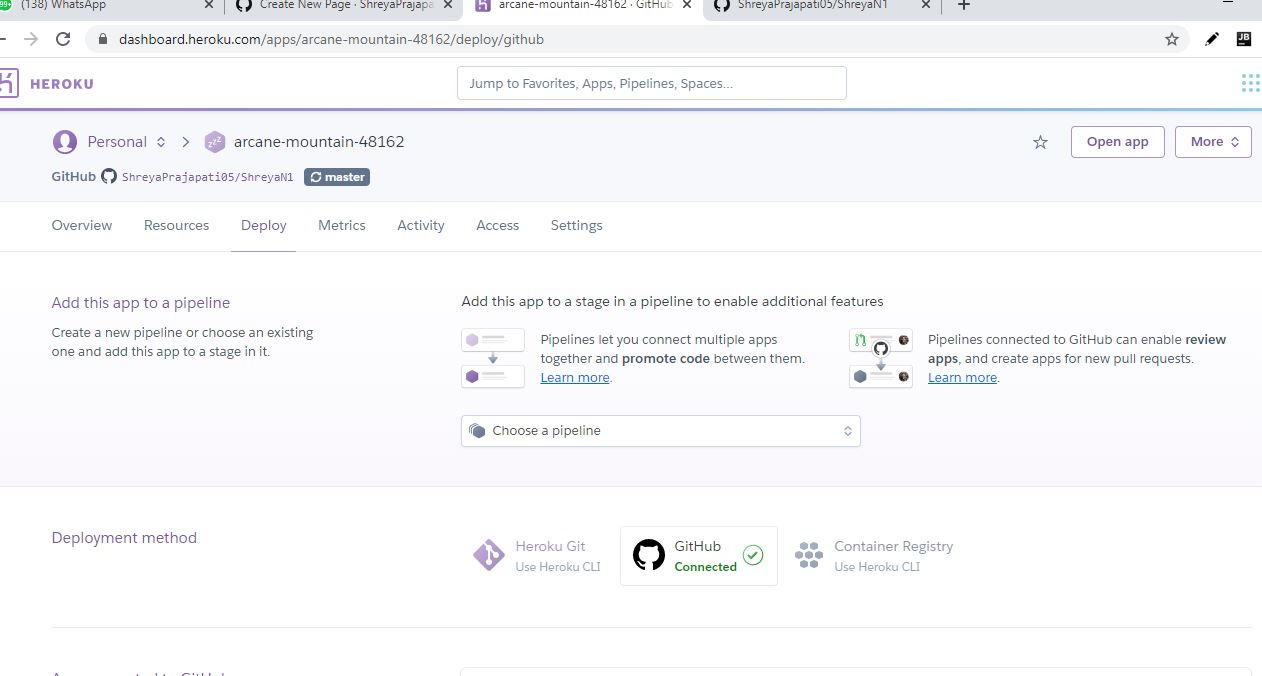 99+ (138) WhatsApp
Create New Page · ShreyaPrajapa
arcane-mountain-48162 · GitHub
ShreyaPrajapati05/ShreyaN1
dashboard.heroku.com/apps/arcane-mountain-48162/deploy/github
JB
HEROKU
Jump to Favorites, Apps, Pipelines, Spaces...
Personal
arcane-mountain-48162
Open app
More
GitHub ShreyaPrajapati05/ShreyaN1 master
Overview Resources Deploy Metrics Activity Access Settings
Add this app to a pipeline
Create a new pipeline or choose an existing
one and add this app to a stage in it.
Add this app to a stage in a pipeline to enable additional features
Pipelines let you connect multiple apps
together and promote code between them.
Learn more.
Pipelines connected to GitHub can enable review
apps, and create apps for new pull requests.
Learn more.
Choose a pipeline
Deployment method
Heroku Git
Use Heroku CLI
GitHub
Connected
Container Registry
Use Heroku CLI